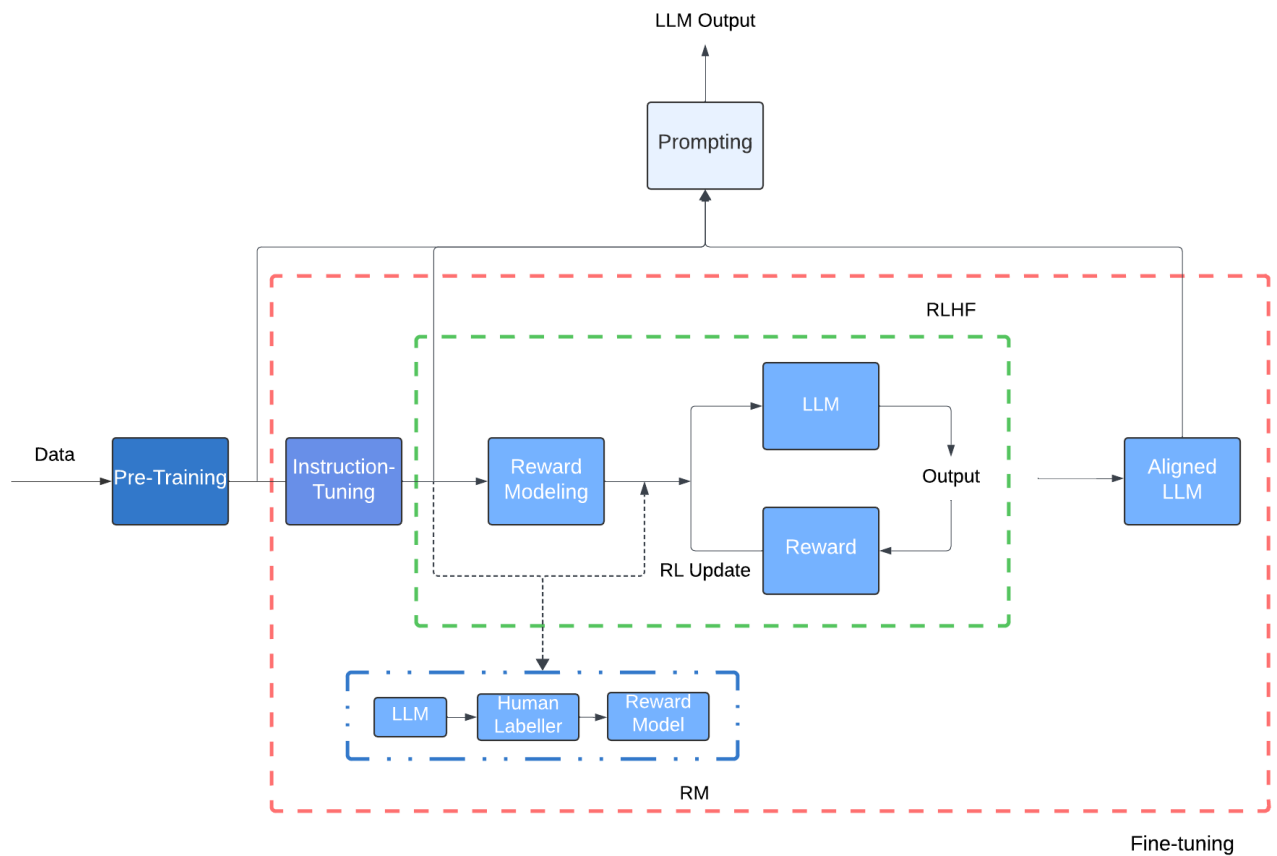 LLM Output
Prompting
RLHF
LLM
Data
Pre-Training
Instruction-
Tuning
Reward
Modeling
Output
Aligned
LLM
Reward
RL Update
LLM
Human
Labeller
Reward
Model
RM
Fine-tuning